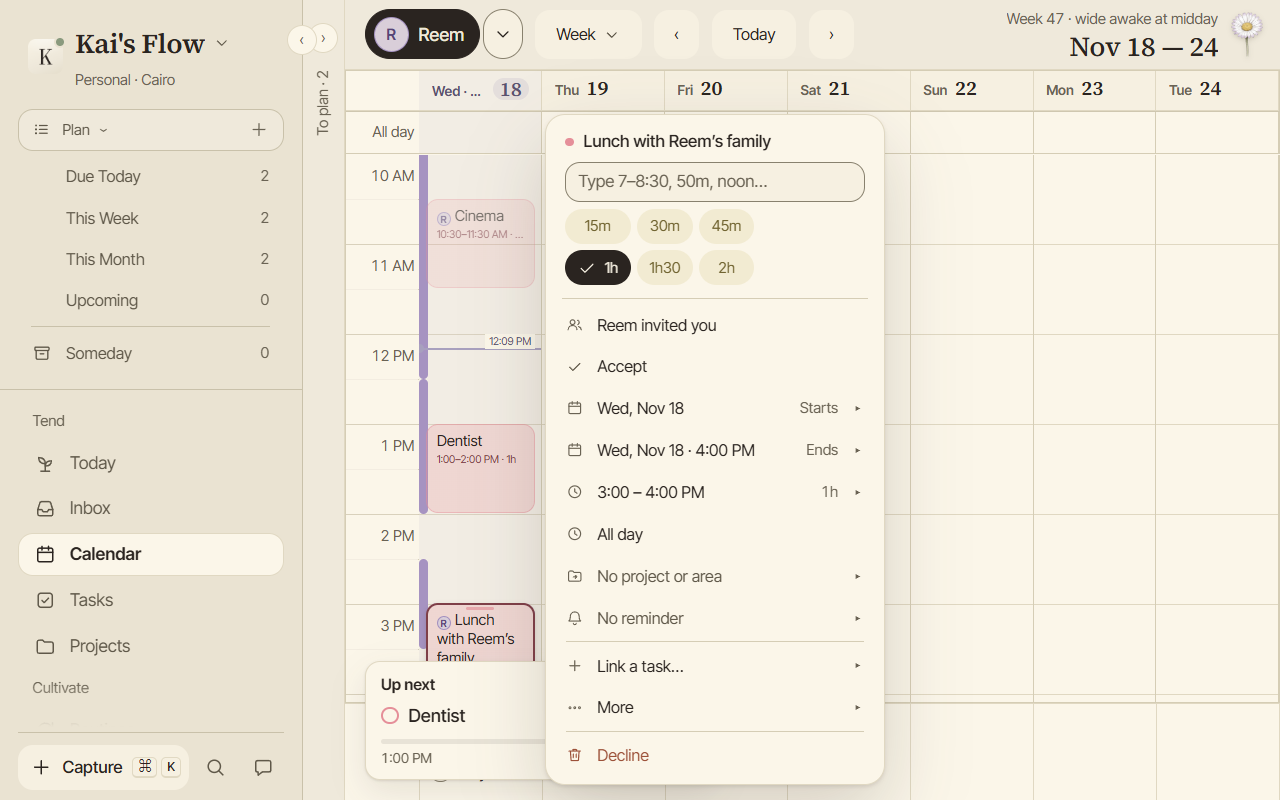 K
Kai's Flow
Personal · Cairo
Plan
Due Today 2
This Week 2
This Month 2
Upcoming 0
Someday 0
Tend
Today
Inbox
Calendar
Tasks
Projects
Cultivate
Capture ⌘ K
‹ ›
To plan · 2
R Reem
Week
‹
Today
›
Week 47 · wide awake at midday
Nov 18 — 24
Wed · ... 18
Thu 19
Fri 20
Sat 21
Sun 22
Mon 23
Tue 24
All day
10 AM
11 AM
12 PM
1 PM
2 PM
3 PM
R Cinema
10:30–11:30 AM · ...
12:09 PM
Dentist
1:00–2:00 PM · 1h
R Lunch
with Reem’s
family
Up next
Dentist
1:00 PM
Lunch with Reem’s family
Type 7–8:30, 50m, noon...
15m 30m 45m
1h 1h30 2h
Reem invited you
Accept
Wed, Nov 18 Starts
Wed, Nov 18 · 4:00 PM Ends
3:00 – 4:00 PM 1h
All day
No project or area
No reminder
Link a task...
More
Decline